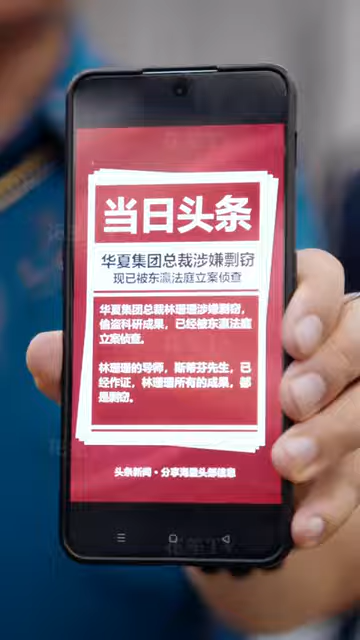 当日头条
华夏集团总裁涉嫌剽窃
现已被东瀛法庭立案侦查
华夏集团总裁林珊珊涉嫌剽窃，
偷盗科研成果，已经被东瀛法庭
立案侦查。
林珊珊的导师，斯蒂芬先生，已
经作证，林珊珊所有的成果，都
是剽窃。
头条新闻·分享海量头部信息
花笙TV